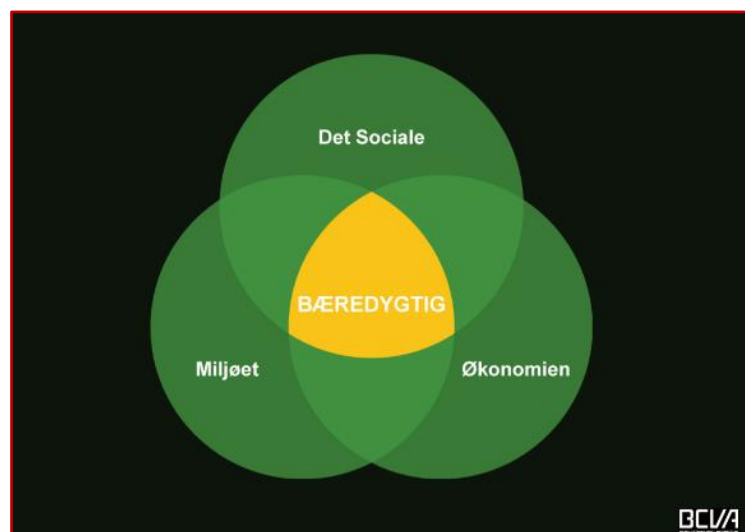 Det Sociale
BÆREDYGTIG
Miljøet
Økonomien
BCVA